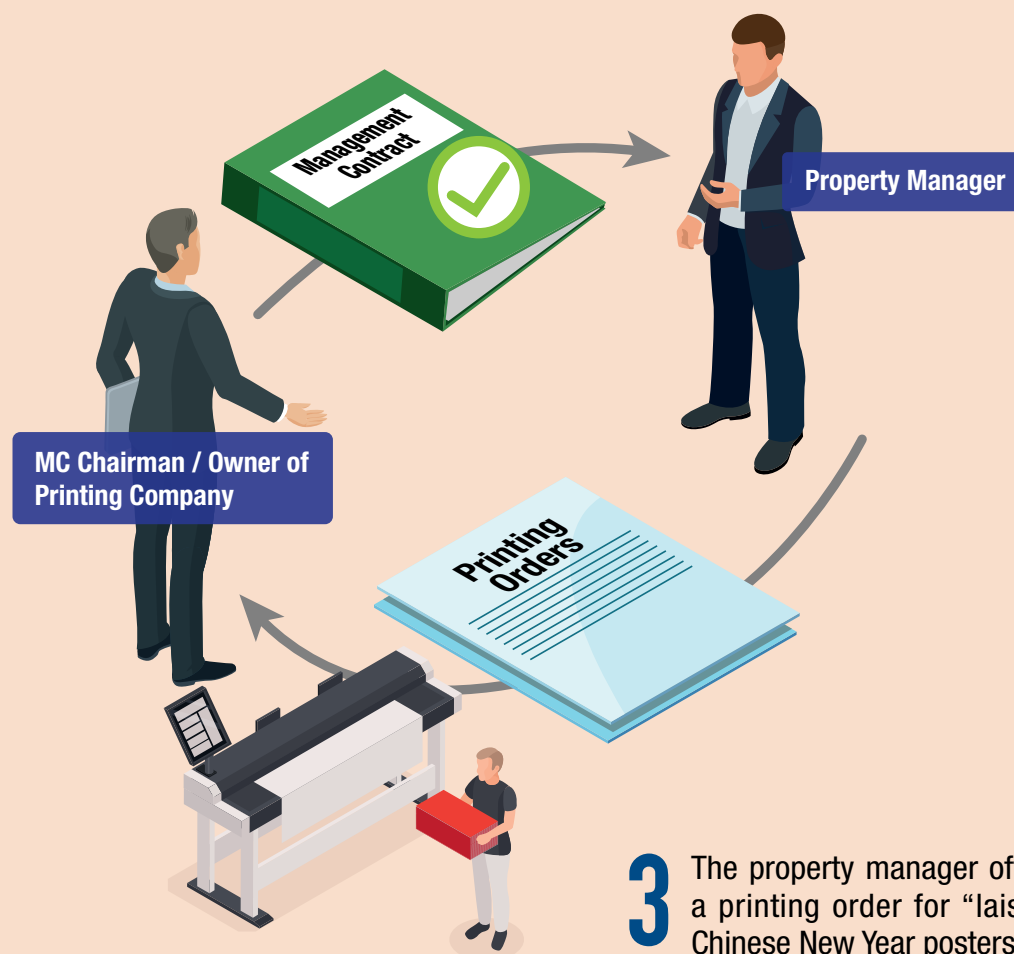 Management
Contract
Property Manager
MC Chairman / Owner of
Printing Company
Printing
Orders
3
The property manager of
a printing order for “lais
Chinese New Year posters